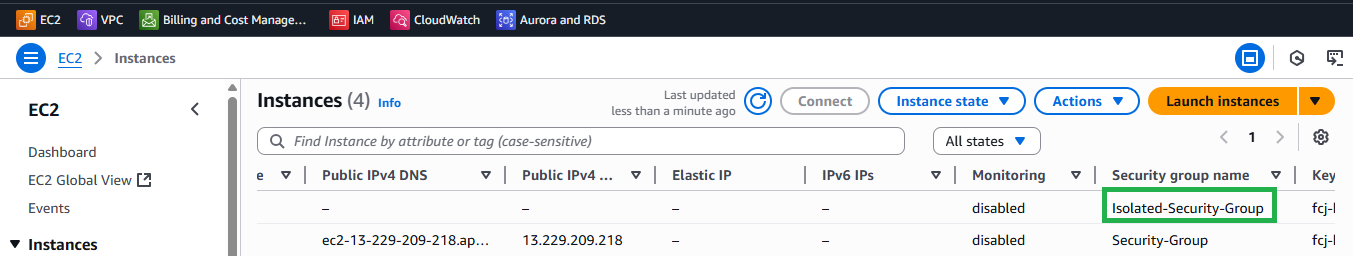 EC2 VPC Billing and Cost Manage... IAM CloudWatch Aurora and RDS
EC2 Instances
EC2
Dashboard
EC2 Global View
Events
Instances
Instances (4) Info
Last updated
less than a minute ago
Connect Instance state Actions Launch instances
Find Instance by attribute or tag (case-sensitive) All states 1
e Public IPv4 DNS Public IPv4 ... Elastic IP IPv6 IPs Monitoring Security group name Key
– – – – disabled Isolated-Security-Group fcj-
ec2-13-229-209-218.ap... 13.229.209.218 – – disabled Security-Group fcj-